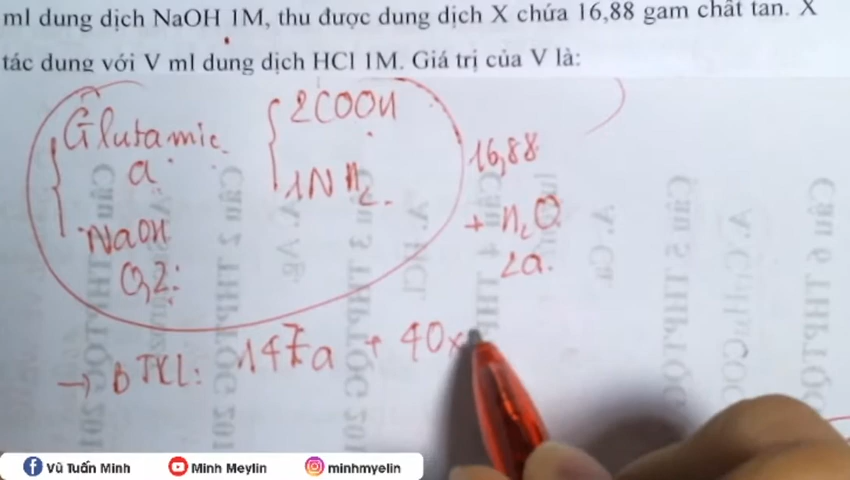 ml dung dịch NaOH 1M, thu được dung dịch X chứa 16,88 gam chất tan. X
tác dụng với V ml dung dịch HCl 1M. Giá trị của V là:
Glutamic 2COOH
a 1NH2 16,88
NaOH + H2O
0,2: 2a.
→ BTKL: 147a + 40x
Vũ Tuấn Minh Minh Meylin minhmyelin